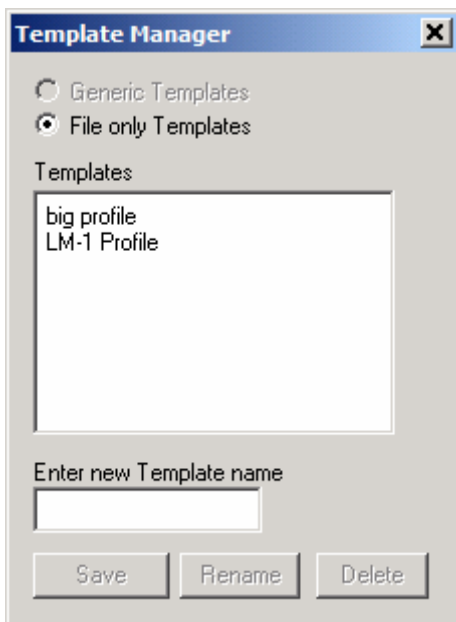 Template Manager
Generic Templates
File only Templates
Templates
big profile
LM-1 Profile
Enter new Template name
Save Rename Delete